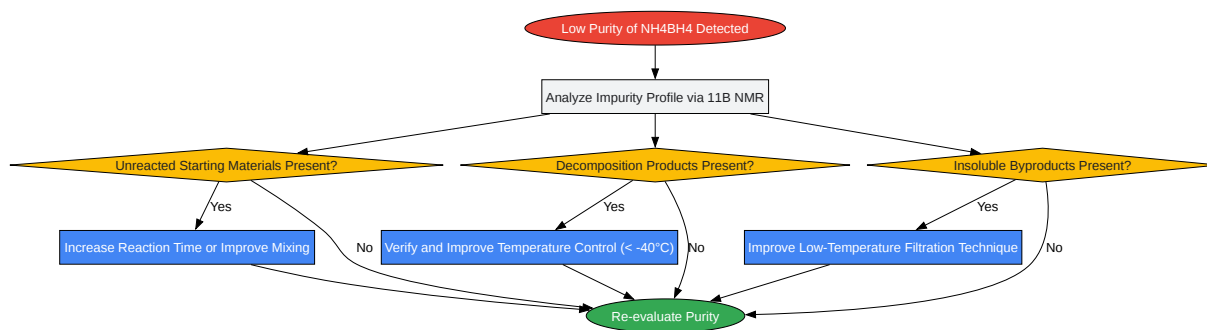 Low Purity of NH4BH4 Detected
Analyze Impurity Profile via 11B NMR
Unreacted Starting Materials Present?
Decomposition Products Present?
Insoluble Byproducts Present?
Yes
Yes
Yes
Increase Reaction Time or Improve Mixing
No
Verify and Improve Temperature Control (< -40°C)
No
Improve Low-Temperature Filtration Technique
No
Re-evaluate Purity